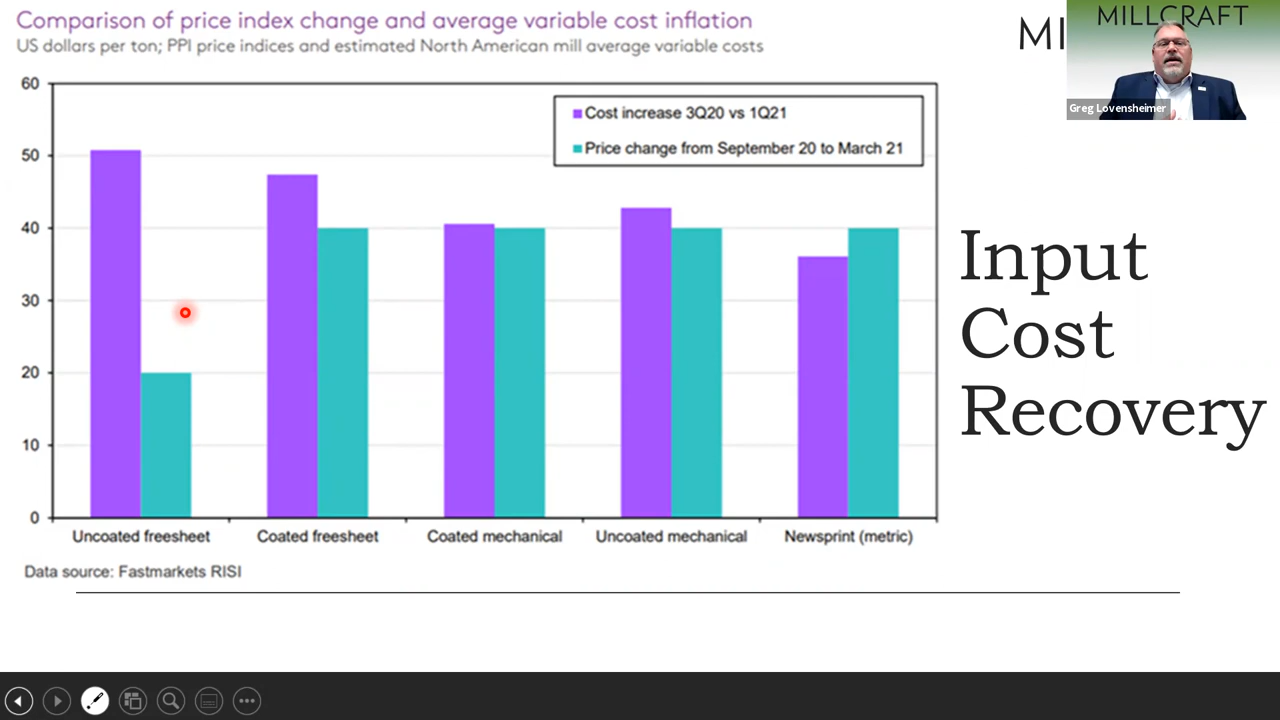 Comparison of price index change and average variable cost inflation
US dollars per ton; PPI price indices and estimated North American mill average variable costs
MI
MILLCRAFT
Greg Lovensheimer
60
50
40
30
20
10
0
Cost increase 3Q20 vs 1Q21
Price change from September 20 to March 21
Uncoated freesheet
Coated freesheet
Coated mechanical
Uncoated mechanical
Newsprint (metric)
Data source: Fastmarkets RISI
Input
Cost
Recovery